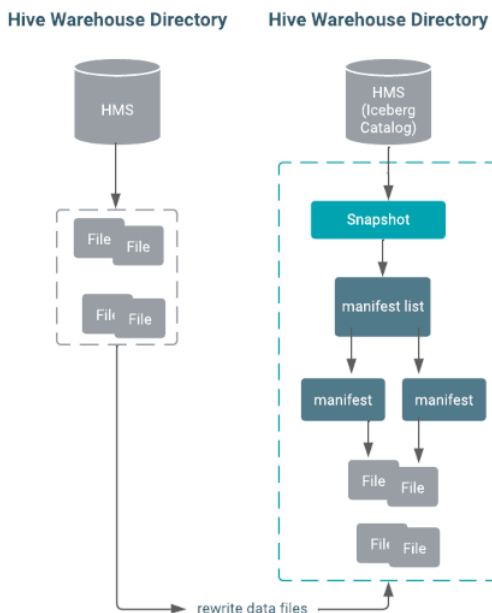 Hive Warehouse Directory
HMS
File
File
File
File
Hive Warehouse Directory
HMS
(Iceberg
Catalog)
Snapshot
manifest list
manifest
manifest
File
File
File
File
rewrite data files